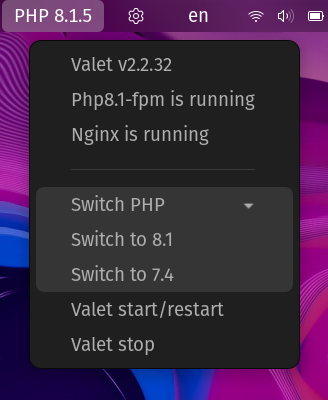 PHP 8.1.5
en
Valet v2.2.32
Php8.1-fpm is running
Nginx is running
Switch PHP
Switch to 8.1
Switch to 7.4
Valet start/restart
Valet stop